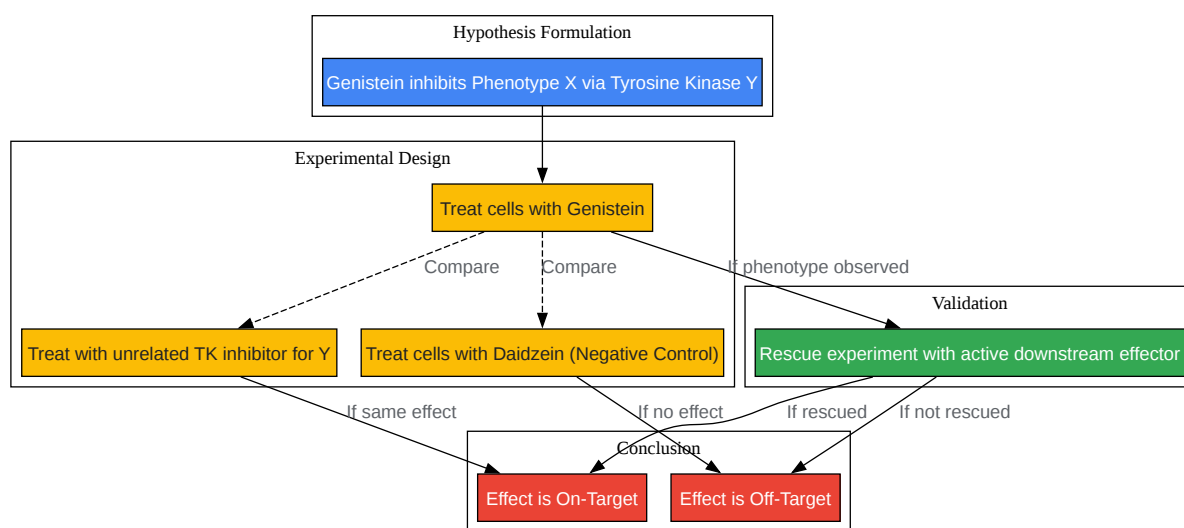 Hypothesis Formulation
Genistein inhibits Phenotype X via Tyrosine Kinase Y
Experimental Design
Treat cells with Genistein
Compare
Compare
If phenotype observed
Validation
Treat with unrelated TK inhibitor for Y
Treat cells with Daidzein (Negative Control)
Rescue experiment with active downstream effector
If same effect
If no effect
If rescued
If not rescued
Conclusion
Effect is On-Target
Effect is Off-Target